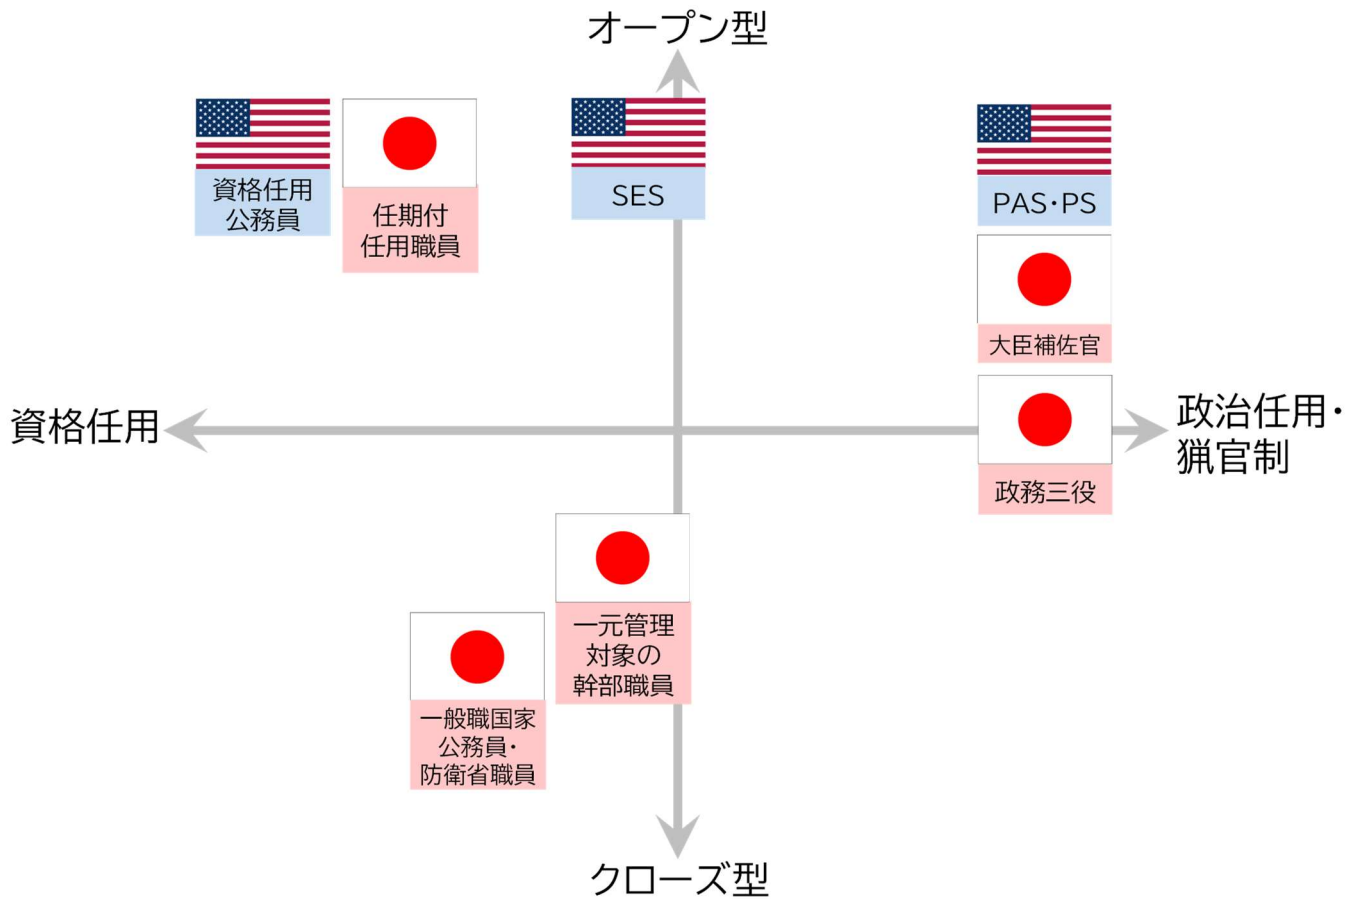 オープン型
資格任用
公務員
任期付
任用職員
SES
PAS・PS
大臣補佐官
資格任用
政治任用・
猟官制
政務三役
一元管理
対象の
幹部職員
一般職国家
公務員・
防衛省職員
クローズ型